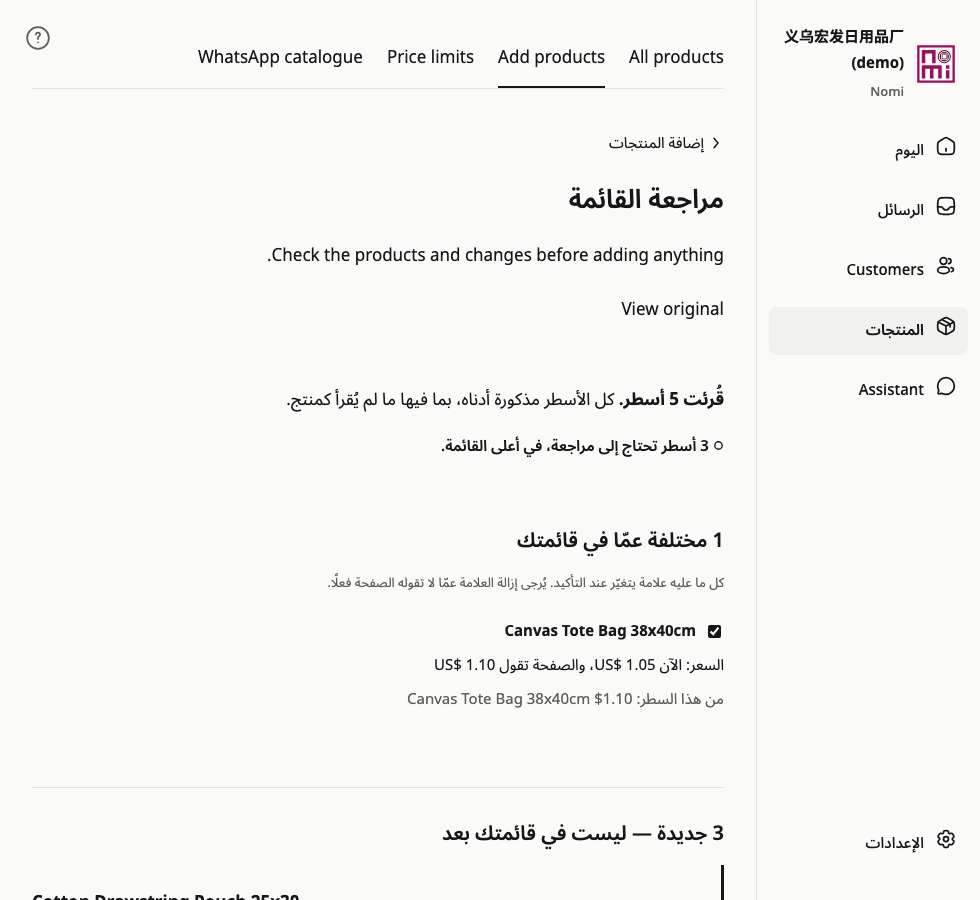 义乌宏发日用品厂
(demo)
Nomi
اليوم
الرسائل
Customers
المنتجات
Assistant
الإعدادات
All products
Add products
Price limits
WhatsApp catalogue
?
إضافة المنتجات
مراجعة القائمة
Check the products and changes before adding anything.
View original
قُرئت 5 أسطر. كل الأسطر مذكورة أدناه، بما فيها ما لم يُقرأ كمنتج.
3 أسطر تحتاج إلى مراجعة، في أعلى القائمة.
1 مختلفة عمّا في قائمتك
كل ما عليه علامة يتغيّر عند التأكيد. يُرجى إزالة العلامة عمّا لا تقوله الصفحة فعلًا.
Canvas Tote Bag 38x40cm
السعر: الآن US$ 1.05، والصفحة تقول US$ 1.10
من هذا السطر: Canvas Tote Bag 38x40cm $1.10
3 جديدة — ليست في قائمتك بعد
Cotton Drawstring Pouch 25x30